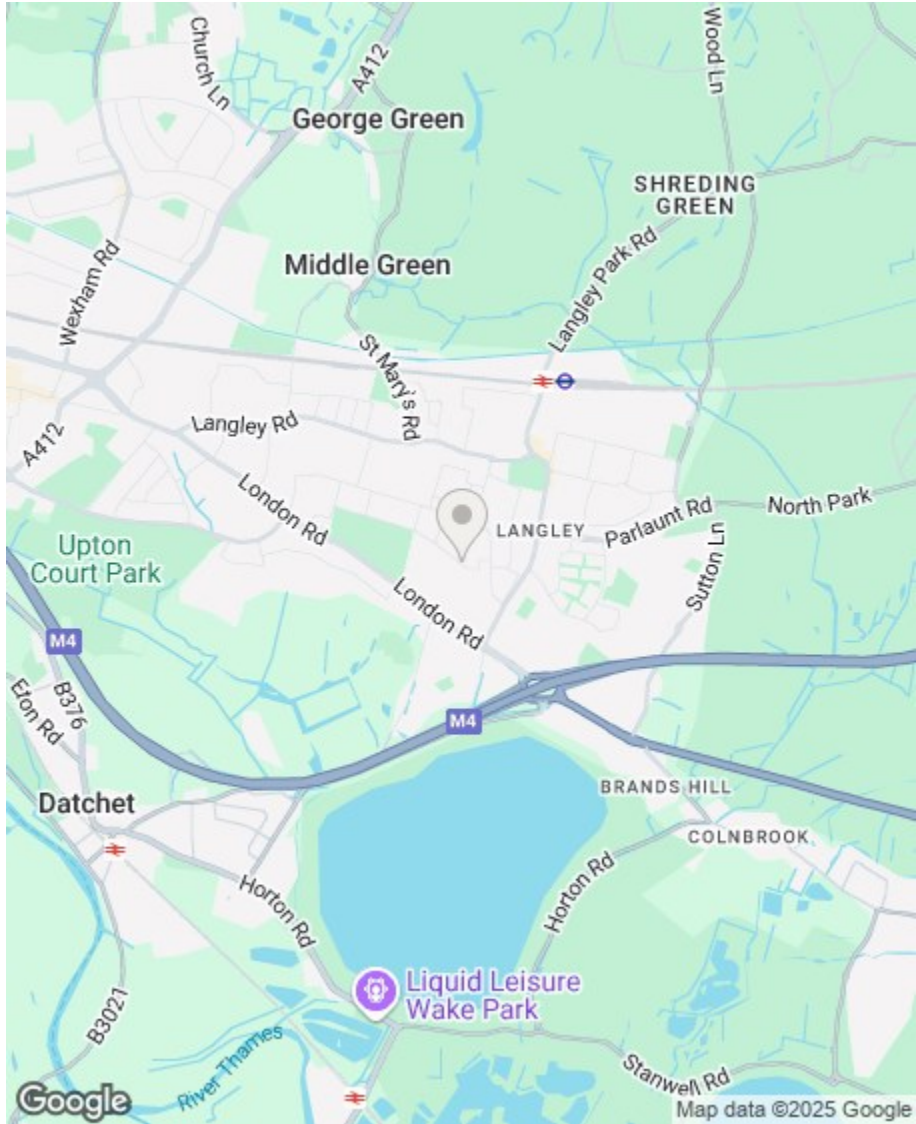 Church Ln
A412
Wood Ln
George Green
SHREDING
GREEN
Middle Green
Wexham Rd
Langley Park Rd
St Mary's Rd
Langley Rd
A412
London Rd
LANGLEY
Parlaunt Rd
North Park
Upton
Court Park
Sutton Ln
London Rd
M4
B376
Eton Rd
M4
BRANDS HILL
Datchet
COLNBROOK
Horton Rd
Horton Rd
Liquid Leisure
Wake Park
B3021
River Thames
Stanwell Rd
Google
Map data ©2025 Google